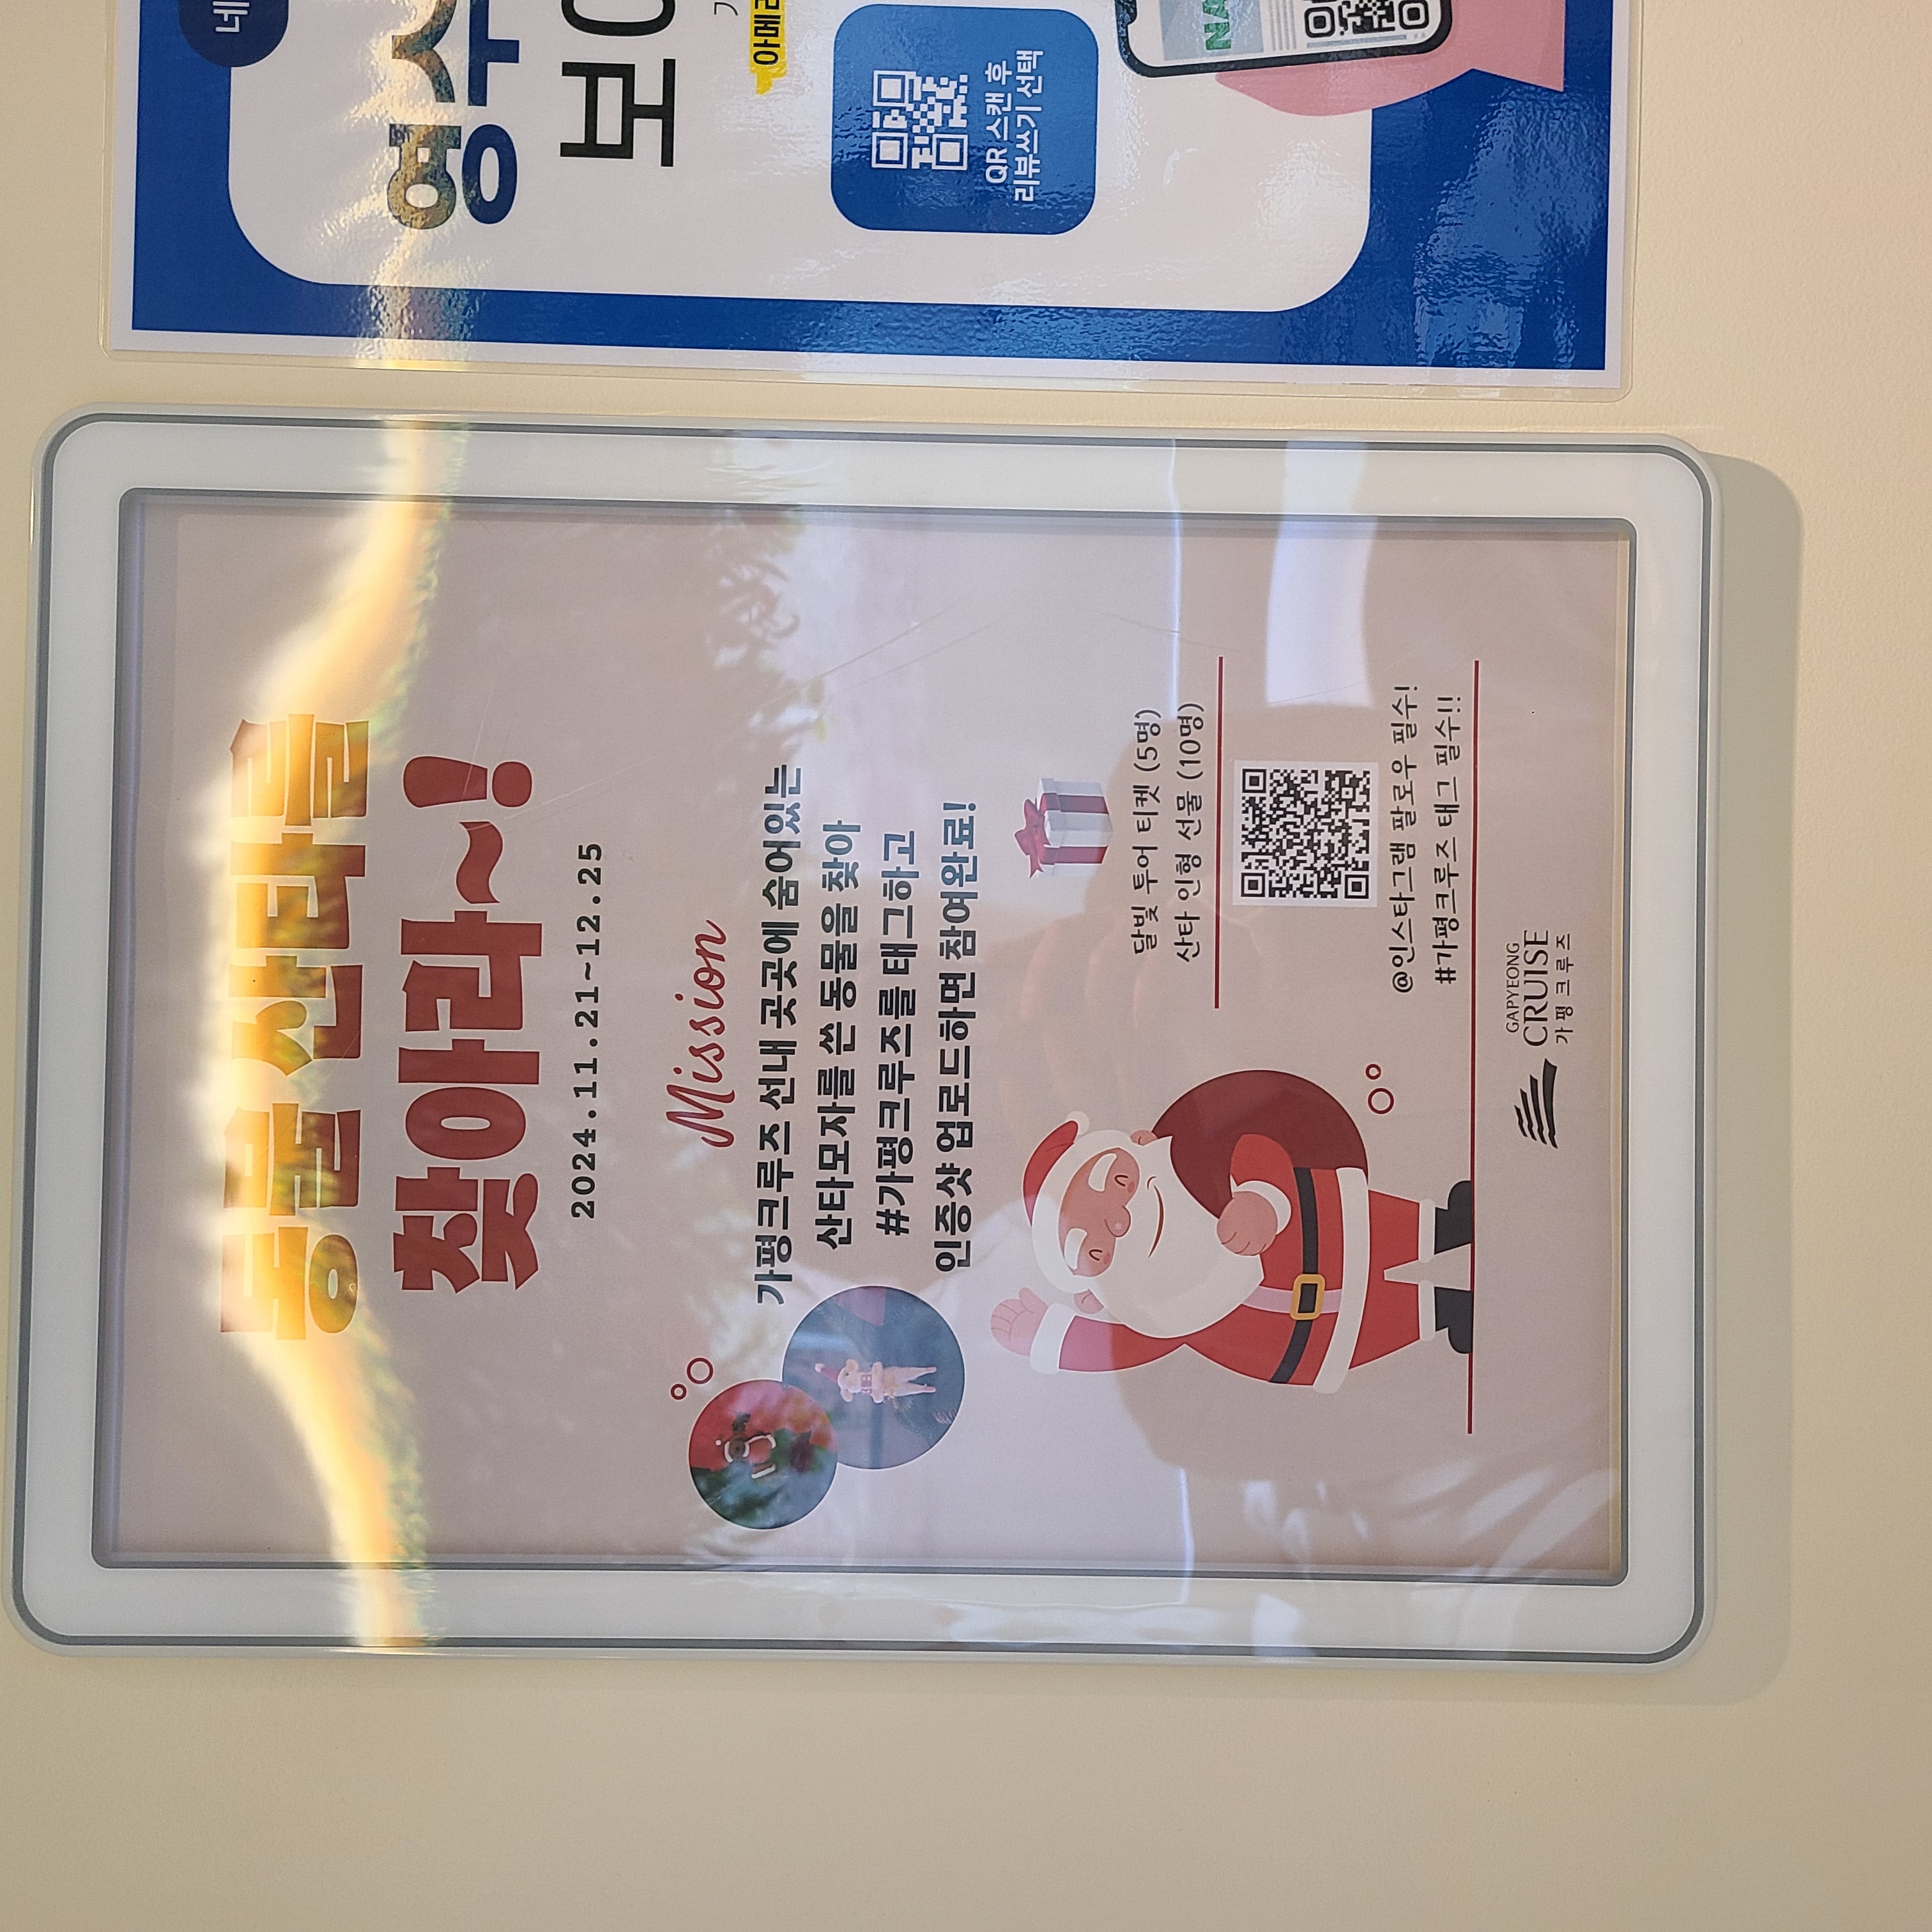 동물 산타를
찾아라~!
2024.11.21~12.25
Mission
가평크루즈 선내 곳곳에 숨어있는
산타모자를 쓴 동물을 찾아
#가평크루즈를 태그하고
인증샷 업로드하면 참여완료!
달빛 투어 티켓 (5명)
산타 인형 선물 (10명)
@인스타그램 팔로우 필수!
#가평크루즈 태그 필수!!
GAPYEONG
CRUISE
가평크루즈
네
영수
보
아메리
QR 스캔 후
리뷰쓰기 선택
NA